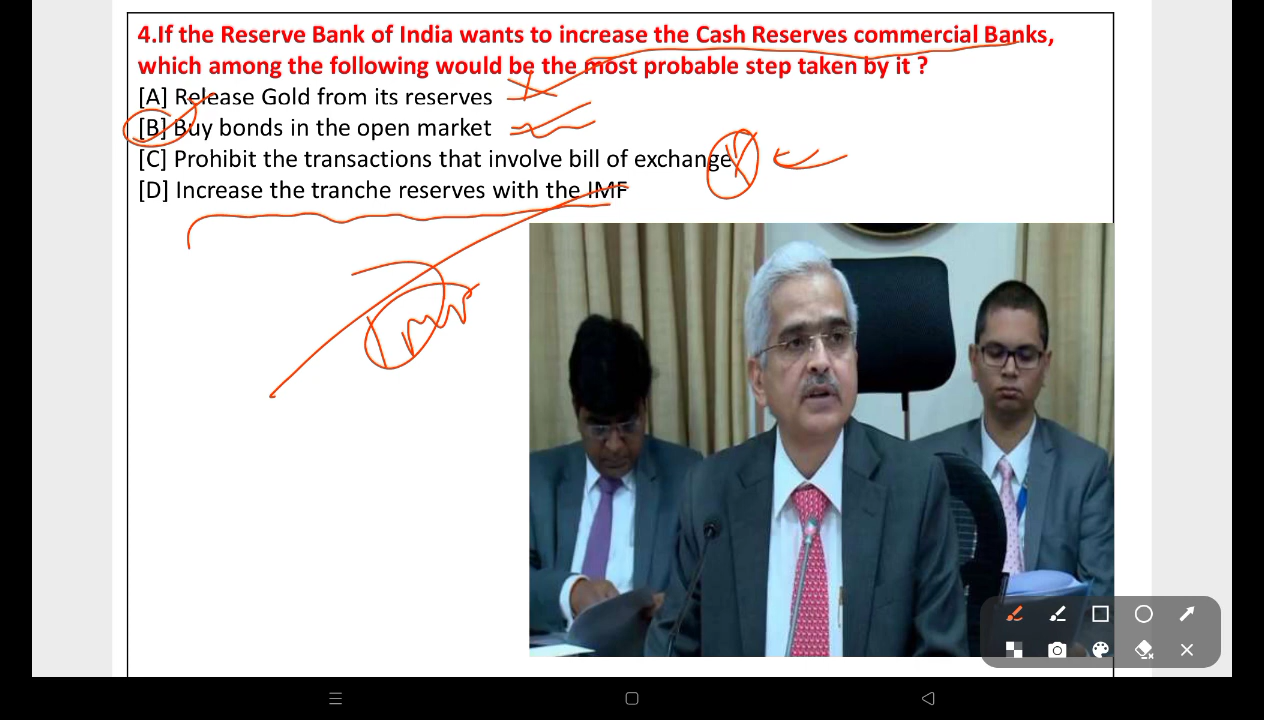 4.If the Reserve Bank of India wants to increase the Cash Reserves commercial Banks,
which among the following would be the most probable step taken by it ?
[A] Release Gold from its reserves
[B] Buy bonds in the open market
[C] Prohibit the transactions that involve bill of exchange
[D] Increase the tranche reserves with the IMF